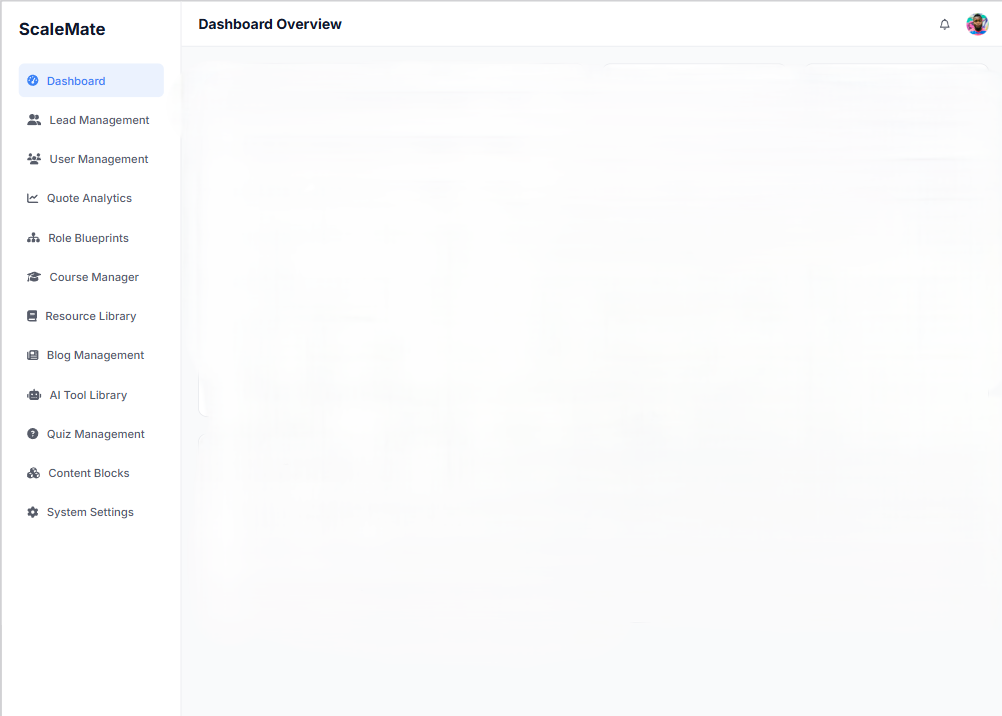 ScaleMate
Dashboard Overview
Dashboard
Lead Management
User Management
Quote Analytics
Role Blueprints
Course Manager
Resource Library
Blog Management
AI Tool Library
Quiz Management
Content Blocks
System Settings